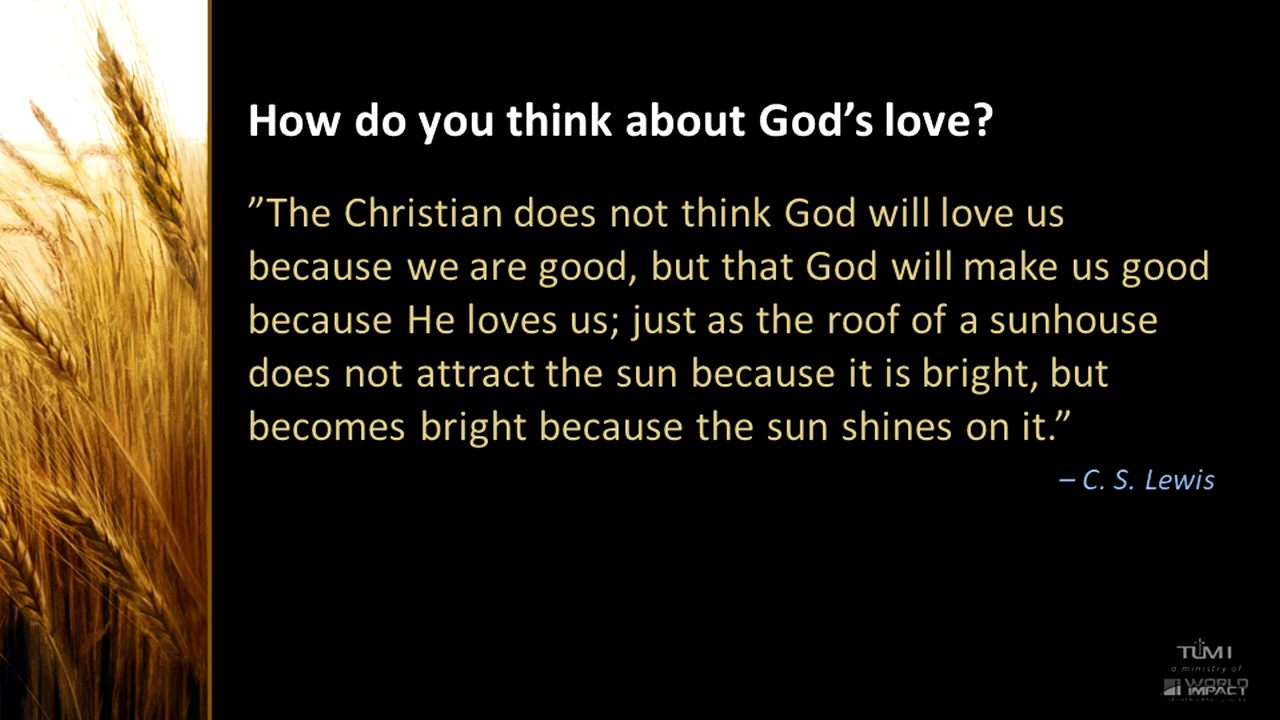 How do you think about God’s love?
”The Christian does not think God will love us
because we are good, but that God will make us good
because He loves us; just as the roof of a sunhouse
does not attract the sun because it is bright, but
becomes bright because the sun shines on it.”
– C. S. Lewis
TUMI
a ministry of
WORLD
IMPACT